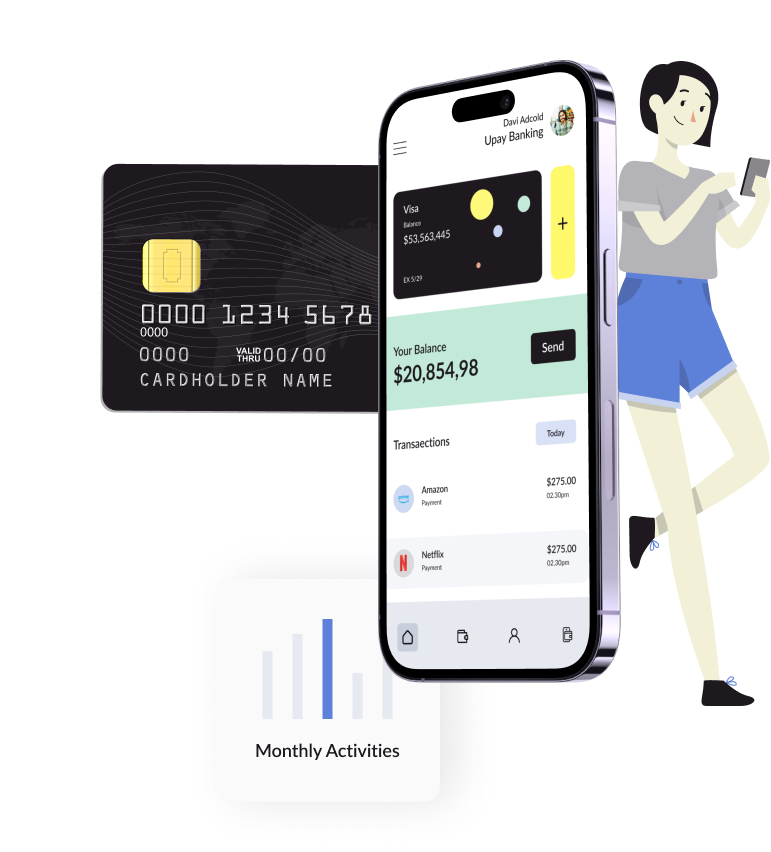 Davi Adcold
Upay Banking
Visa
Balance
$53,563,445
EX 5/29
+
0000 1234 5678
0000
0000 VALID THRU 00/00
CARDHOLDER NAME
Your Balance
$20,854,98
Send
Transaections
Today
Amazon
Payment
$275.00
02.30pm
Netflix
Payment
$275.00
02.30pm
Monthly Activities